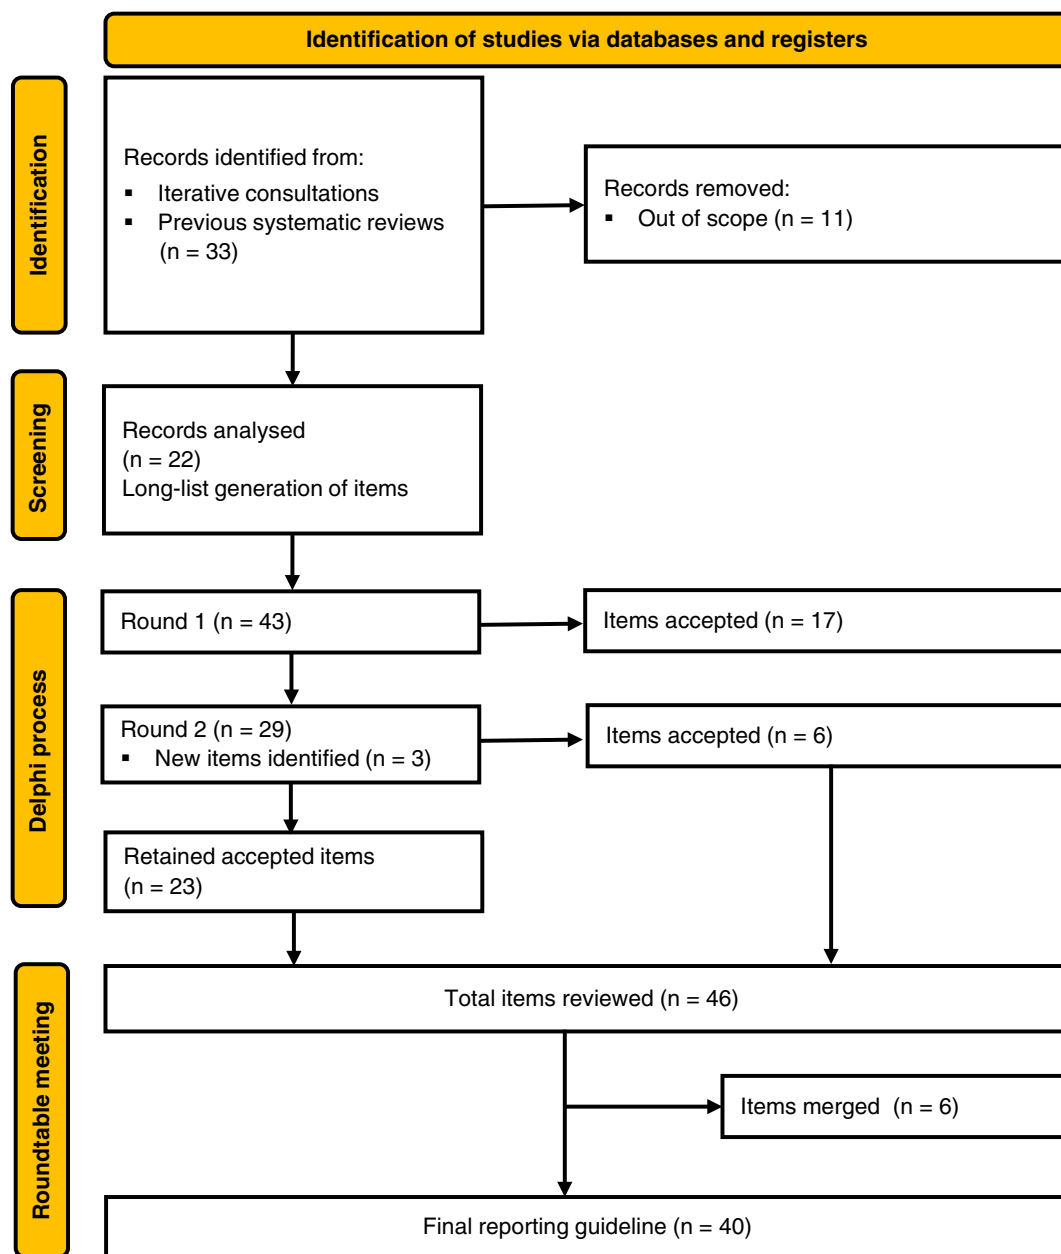 Identification of studies via databases and registers
Identification
Records identified from:
▪ Iterative consultations
▪ Previous systematic reviews
(n = 33)
Records removed:
▪ Out of scope (n = 11)
Screening
Records analysed
(n = 22)
Long-list generation of items
Delphi process
Round 1 (n = 43)
Items accepted (n = 17)
Round 2 (n = 29)
▪ New items identified (n = 3)
Items accepted (n = 6)
Retained accepted items
(n = 23)
Roundtable meeting
Total items reviewed (n = 46)
Items merged (n = 6)
Final reporting guideline (n = 40)